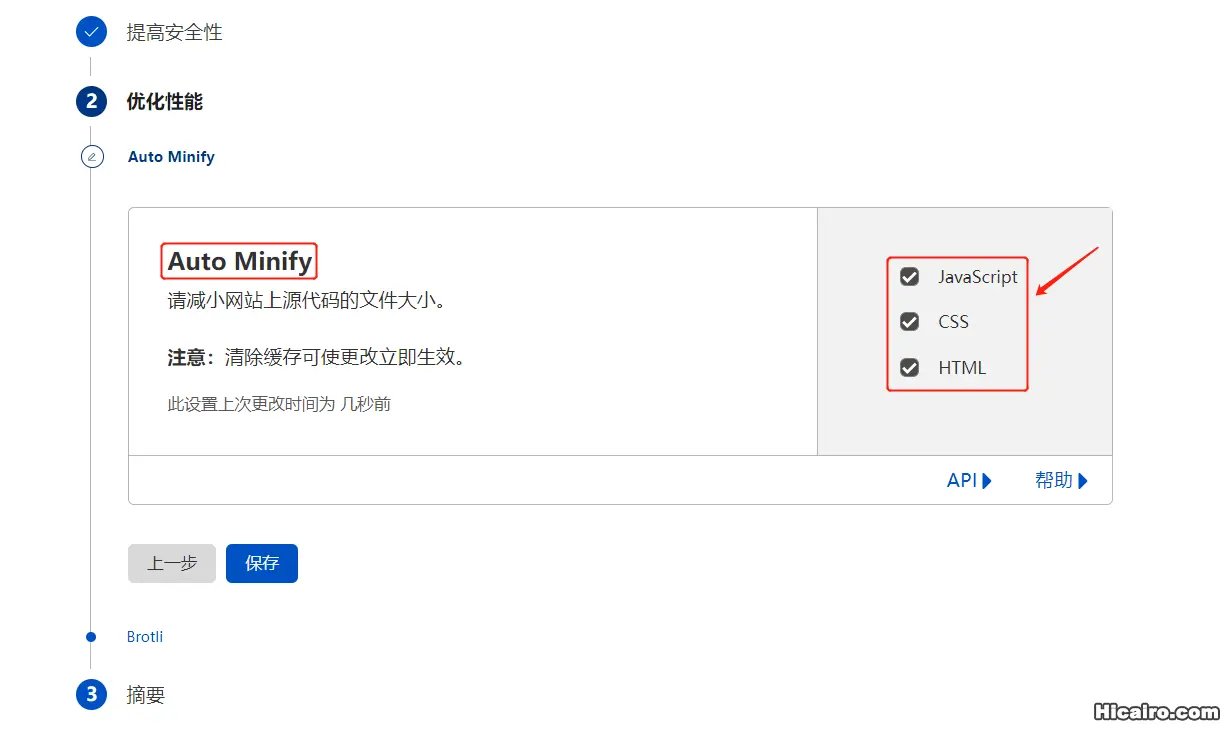 提高安全性
2 优化性能
Auto Minify
Auto Minify
请减小网站上源代码的文件大小。
注意：清除缓存可使更改立即生效。
此设置上次更改时间为 几秒前
JavaScript
CSS
HTML
API
帮助
上一步
保存
Brotli
3 摘要
Hicairo.com